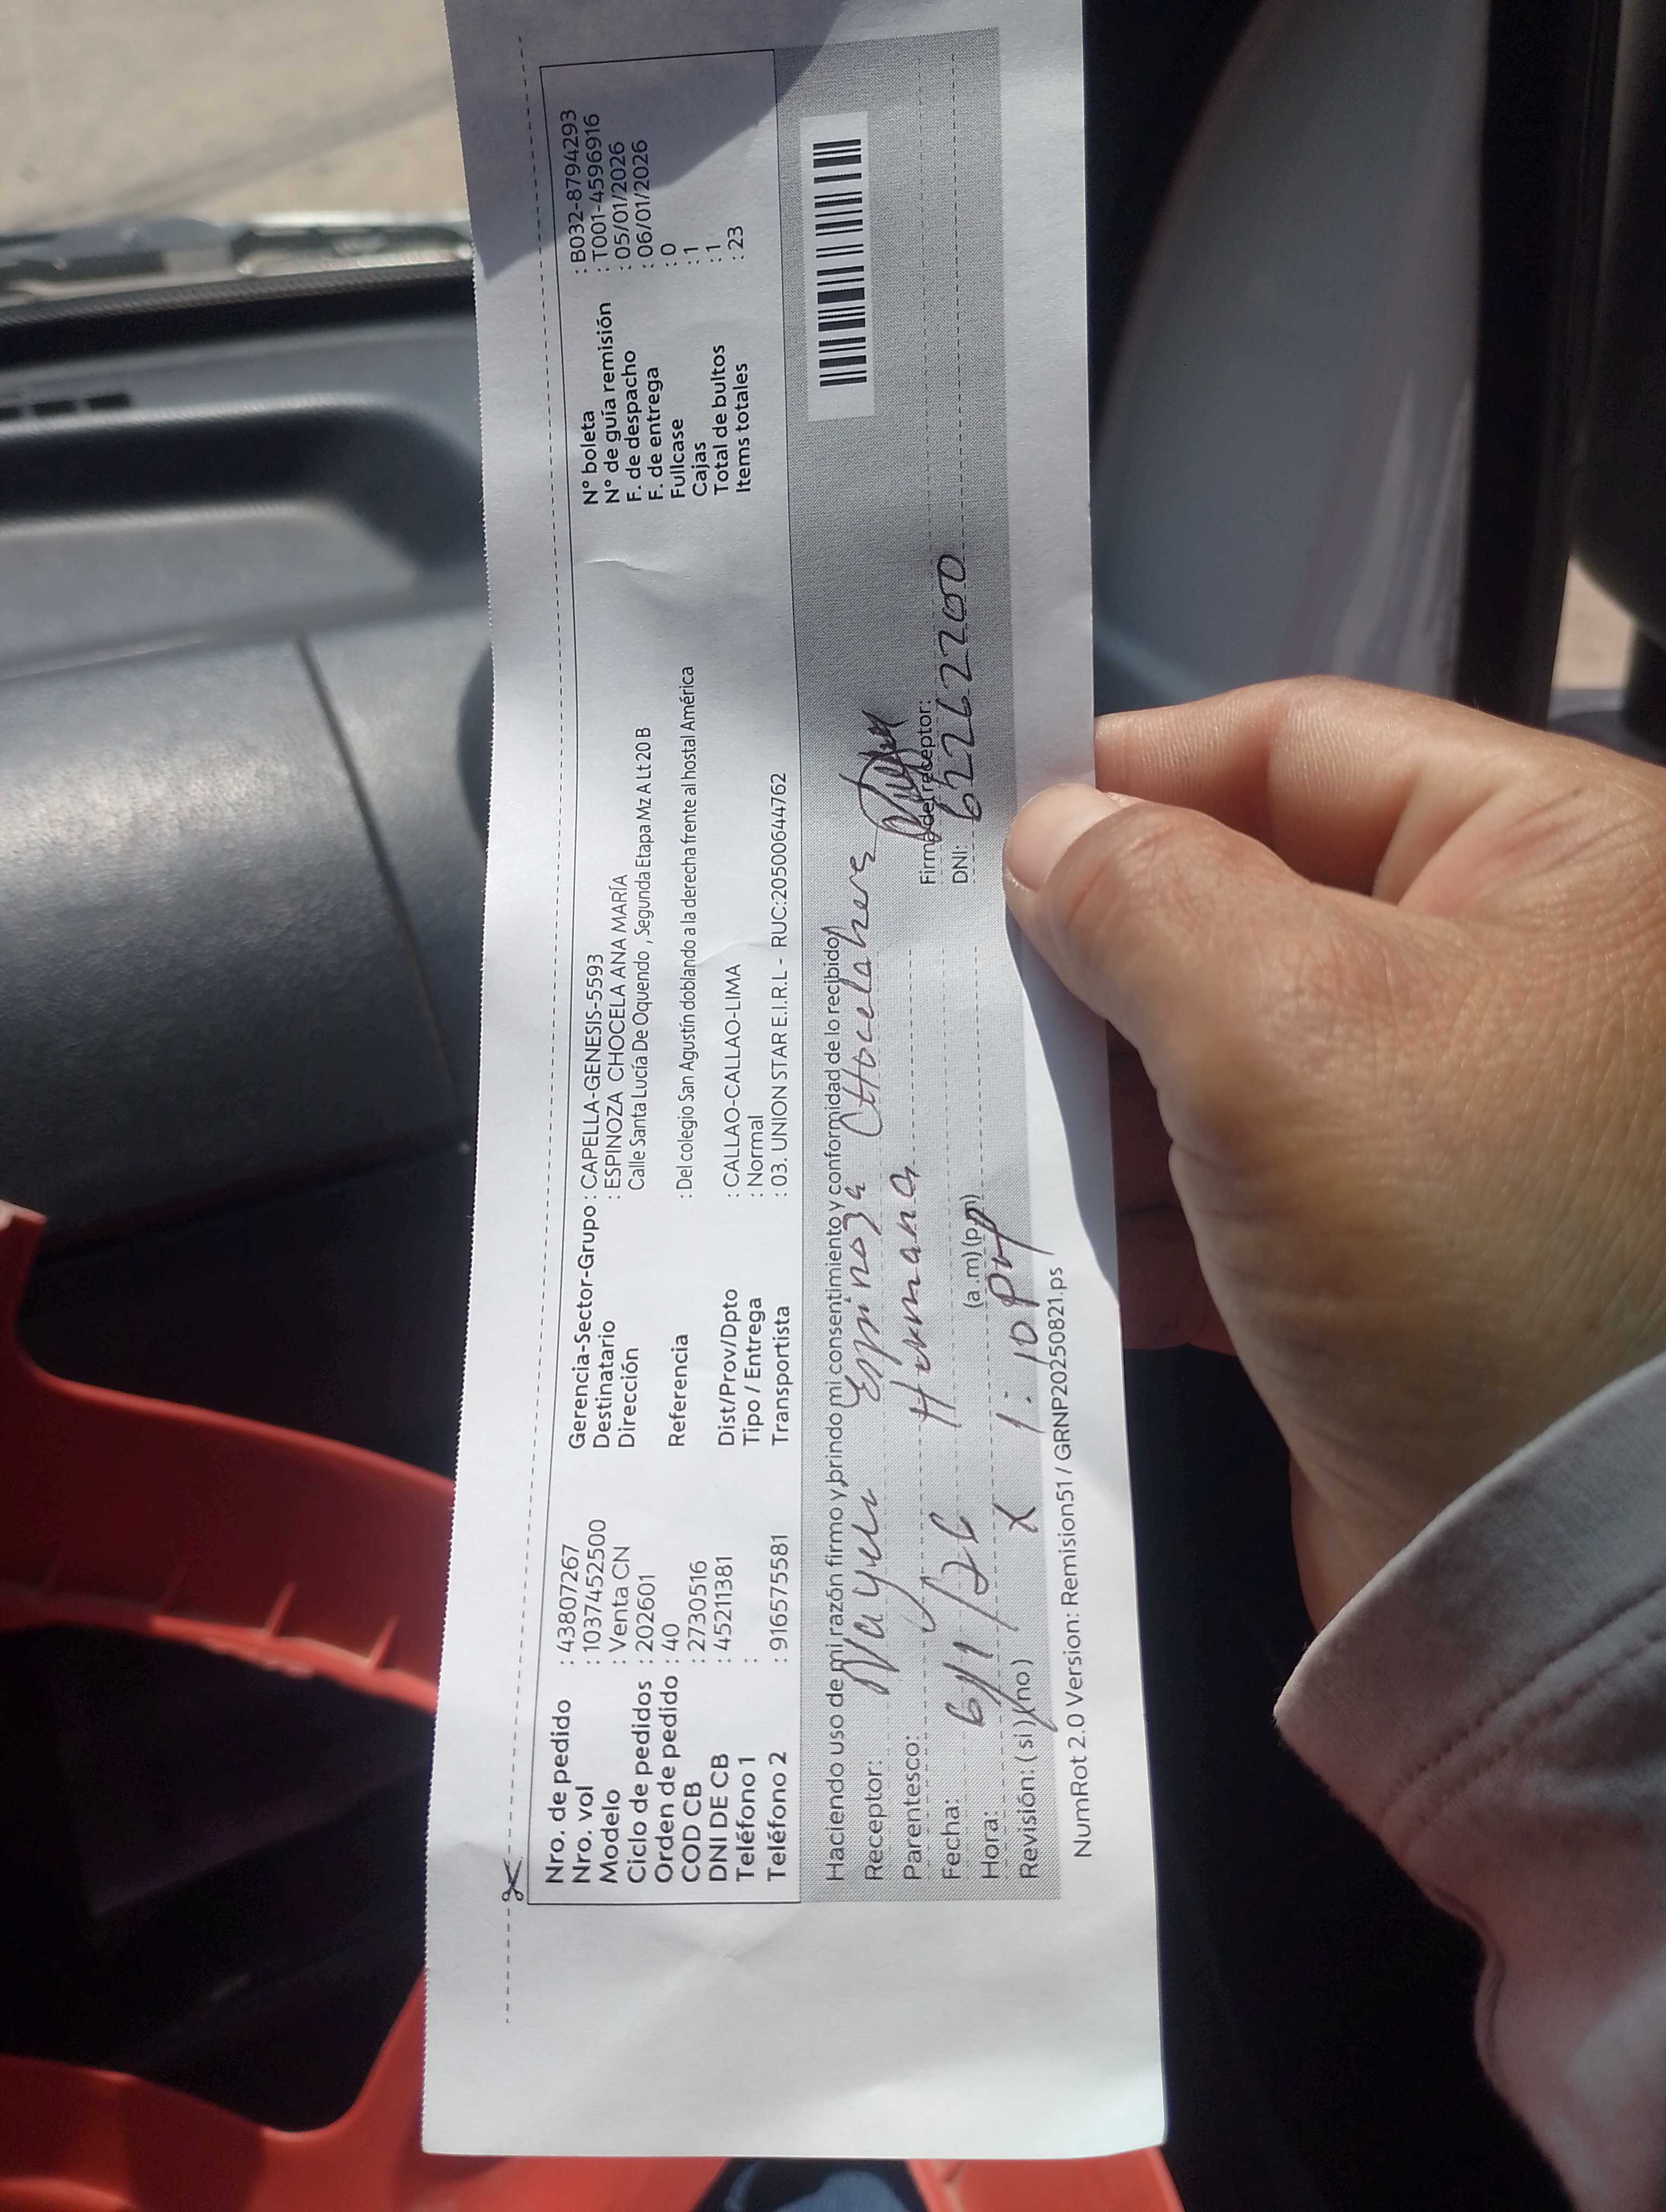 Nro. de pedido : 43807267
Nro. vol : 1037452500
Modelo : Venta CN
Ciclo de pedidos : 202601
Orden de pedido : 40
COD CB : 2730516
DNI DE CB : 45211381
Teléfono 1 :
Teléfono 2 : 916575581
Gerencia-Sector-Grupo : CAPELLA-GENESIS-5593
Destinatario : ESPINOZA CHOCELA ANA MARÍA
Dirección Calle Santa Lucía De Oquendo , Segunda Etapa Mz A Lt 20 B
Referencia : Del colegio San Agustín doblando a la derecha frente al hostal América
Dist/Prov/Dpto : CALLAO-CALLAO-LIMA
Tipo / Entrega : Normal
Transportista : 03. UNION STAR E.I.R.L - RUC:20500644762
N° boleta : B032-8794293
N° de guía remisión : T001-4596916
F. de despacho : 05/01/2026
F. de entrega : 06/01/2026
Fullcase : 0
Cajas : 1
Total de bultos : 1
Items totales : 23
Haciendo uso de mi razón firmo y brindo mi consentimiento y conformidad de lo recibido
Receptor: Espinoza
Parentesco: Hermana
Fecha: 6/1/26
Hora: 1:10 PM (a .m) (p.m)
Revisión: (si) (no) X
Firma del receptor:
DNI:
NumRot 2.0 Version: Remision51 / GRNP20250821.ps